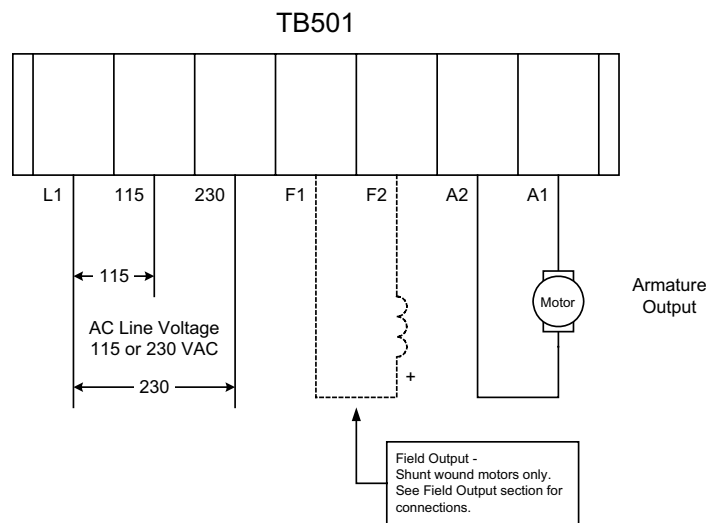 TB501
L1 115 230 F1 F2 A2 A1
115
AC Line Voltage
115 or 230 VAC
230
+
Motor
Armature
Output
Field Output -
Shunt wound motors only.
See Field Output section for
connections.